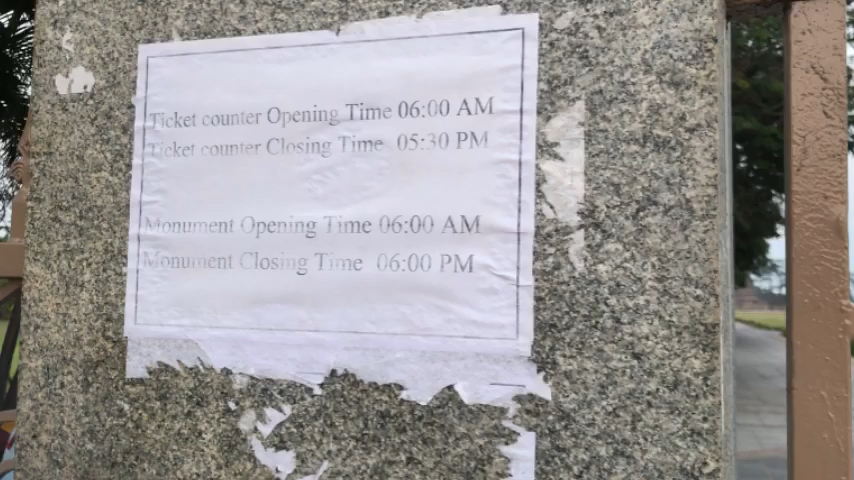 Ticket counter Opening Time 06:00 AM
Ticket counter Closing Time 05:30 PM
Monument Opening Time 06:00 AM
Monument Closing Time 06:00 PM